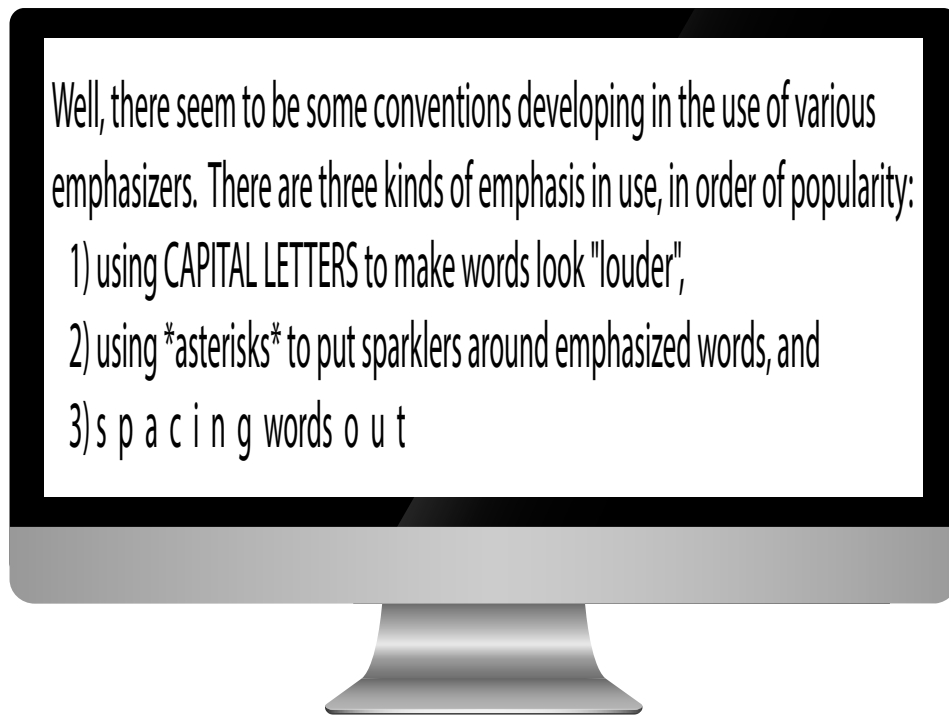 Well, there seem to be some conventions developing in the use of various
emphasizers.  There are three kinds of emphasis in use, in order of popularity:
1) using CAPITAL LETTERS to make words look "louder",
2) using *asterisks* to put sparklers around emphasized words, and
3) s p a c i n g words o u t